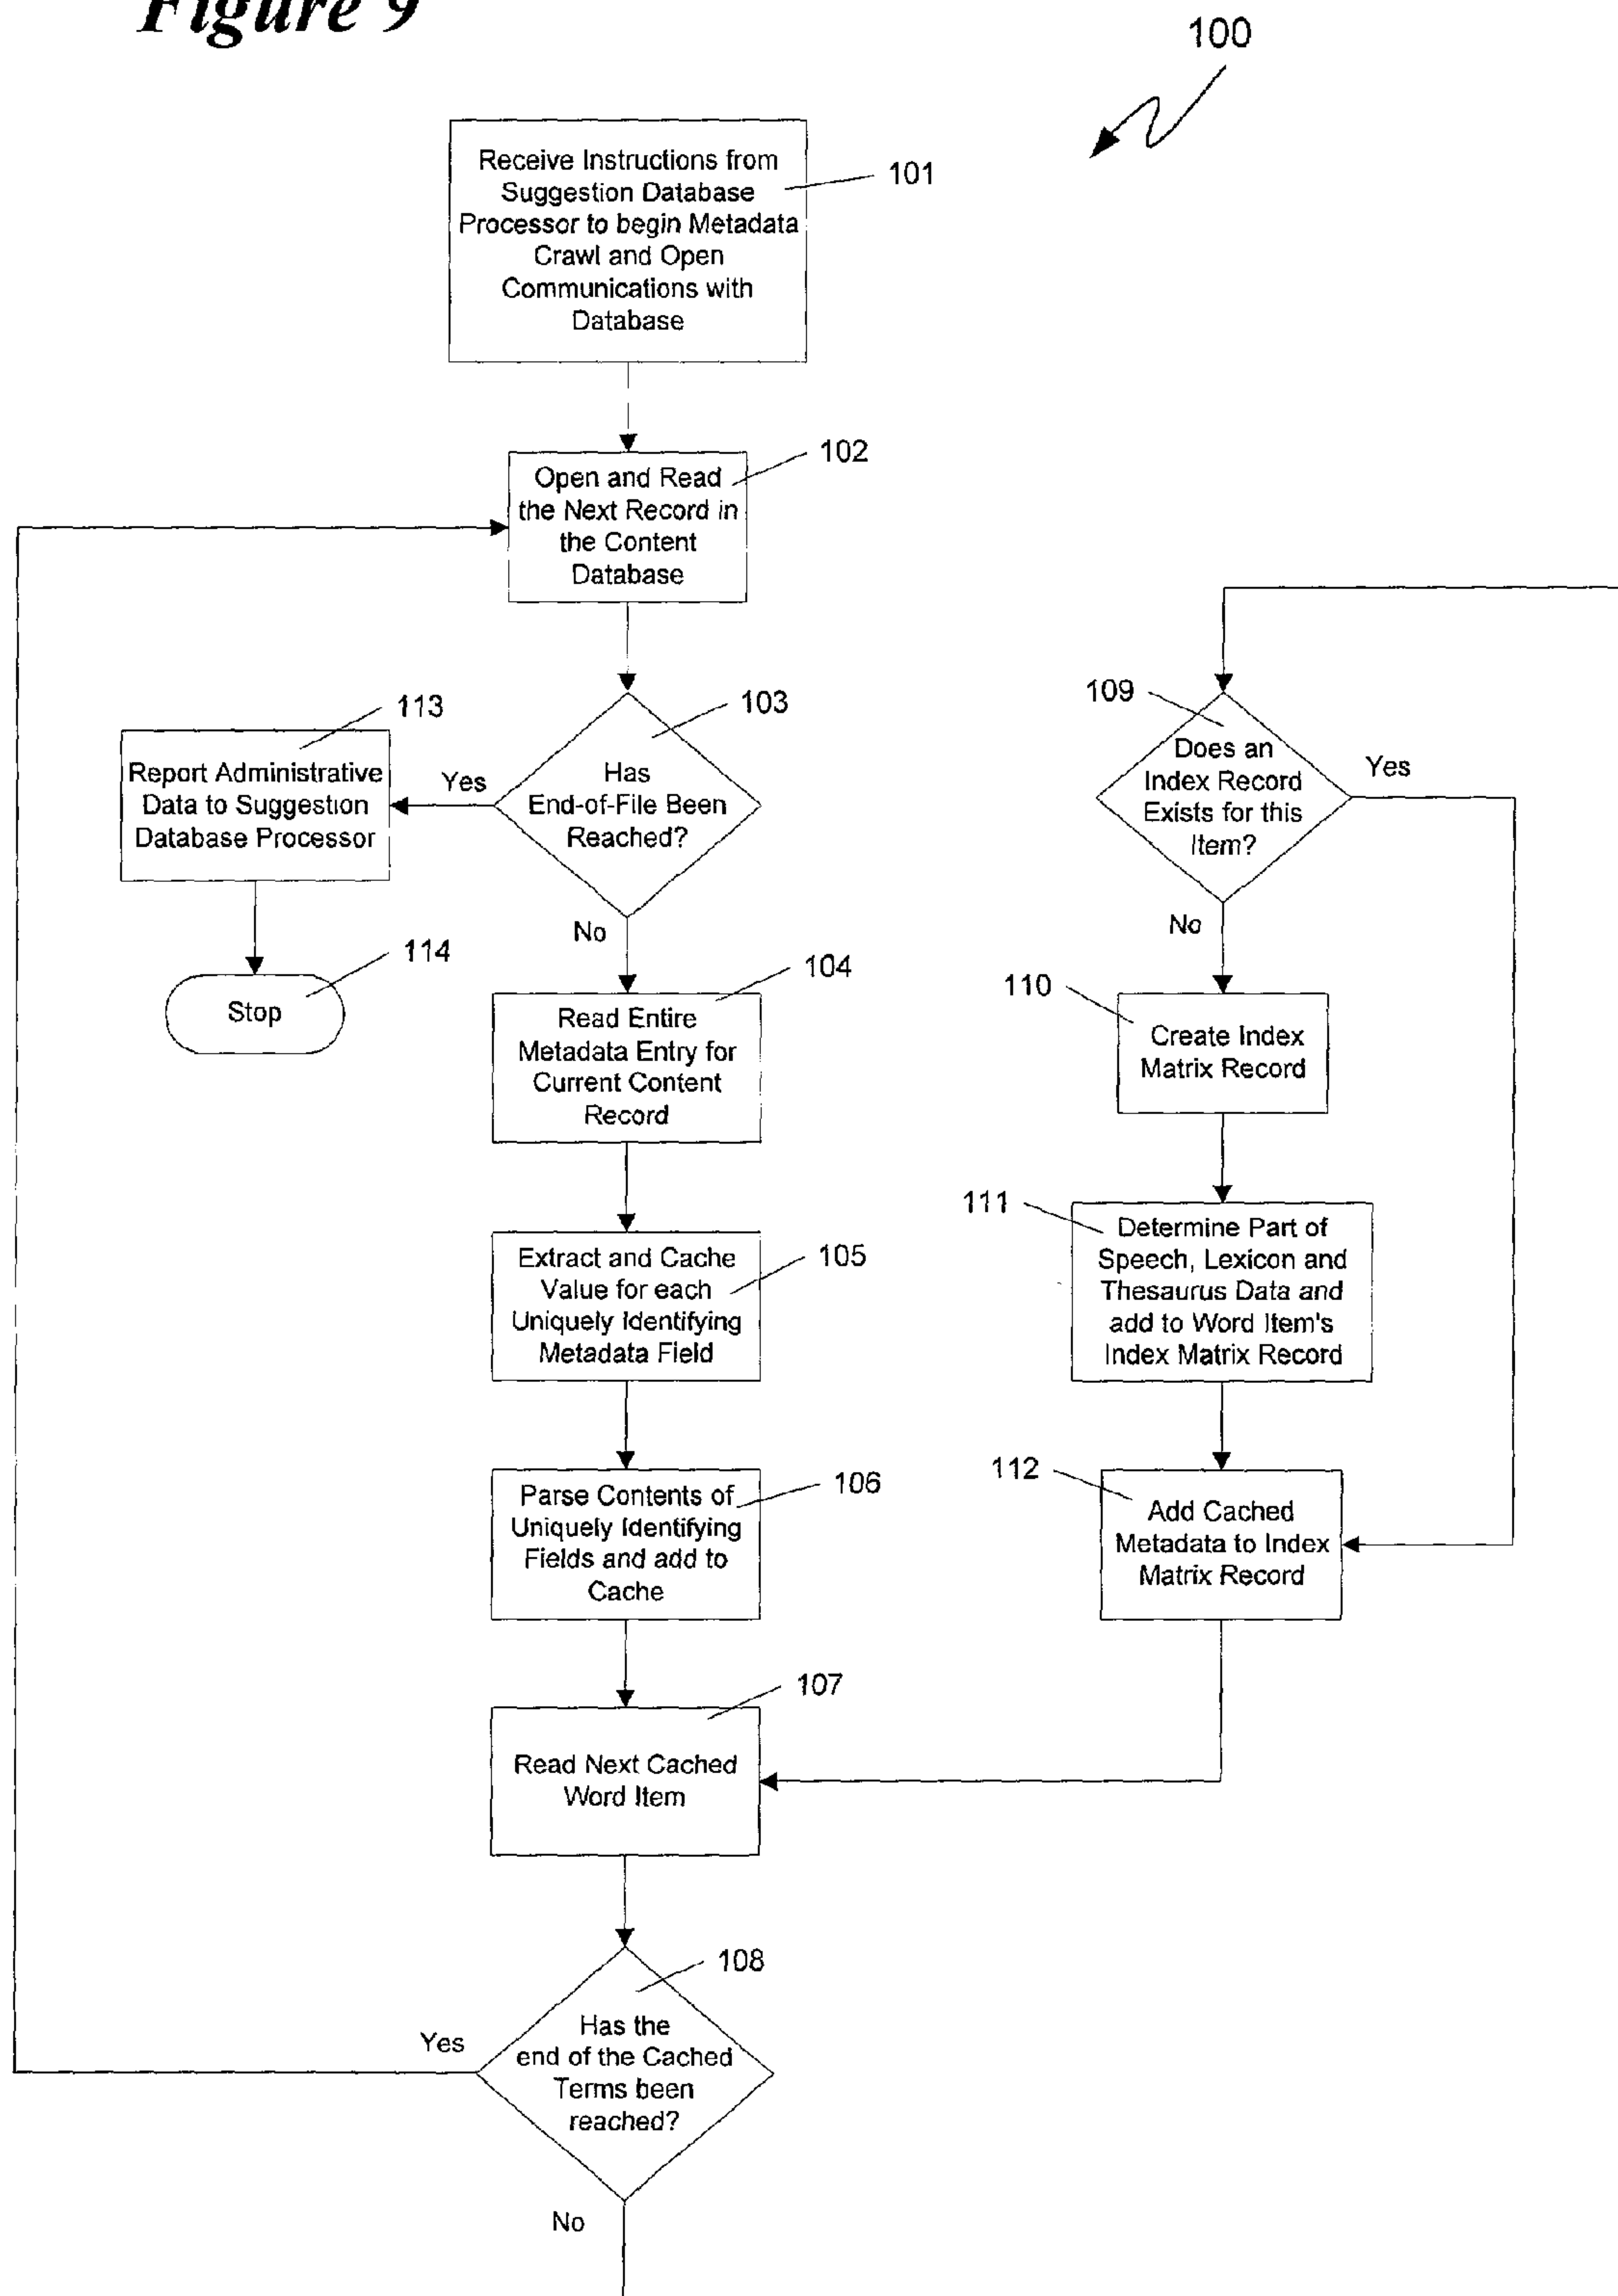 Figure 9
100
Receive Instructions from
Suggestion Database
Processor to begin Metadata
Crawl and Open
Communications with
Database
101
Open and Read
the Next Record in
the Content
Database
102
Has
End-of-File Been
Reached?
103
Yes
No
Report Administrative
Data to Suggestion
Database Processor
113
Stop
114
Read Entire
Metadata Entry for
Current Content
Record
104
Extract and Cache
Value for each
Uniquely Identifying
Metadata Field
105
Parse Contents of
Uniquely Identifying
Fields and add to
Cache
106
Read Next Cached
Word Item
107
Has the
end of the Cached
Terms been
reached?
108
Yes
No
109
Does an
Index Record
Exists for this
Item?
Yes
No
110
Create Index
Matrix Record
111
Determine Part of
Speech, Lexicon and
Thesaurus Data and
add to Word Item's
Index Matrix Record
112
Add Cached
Metadata to Index
Matrix Record